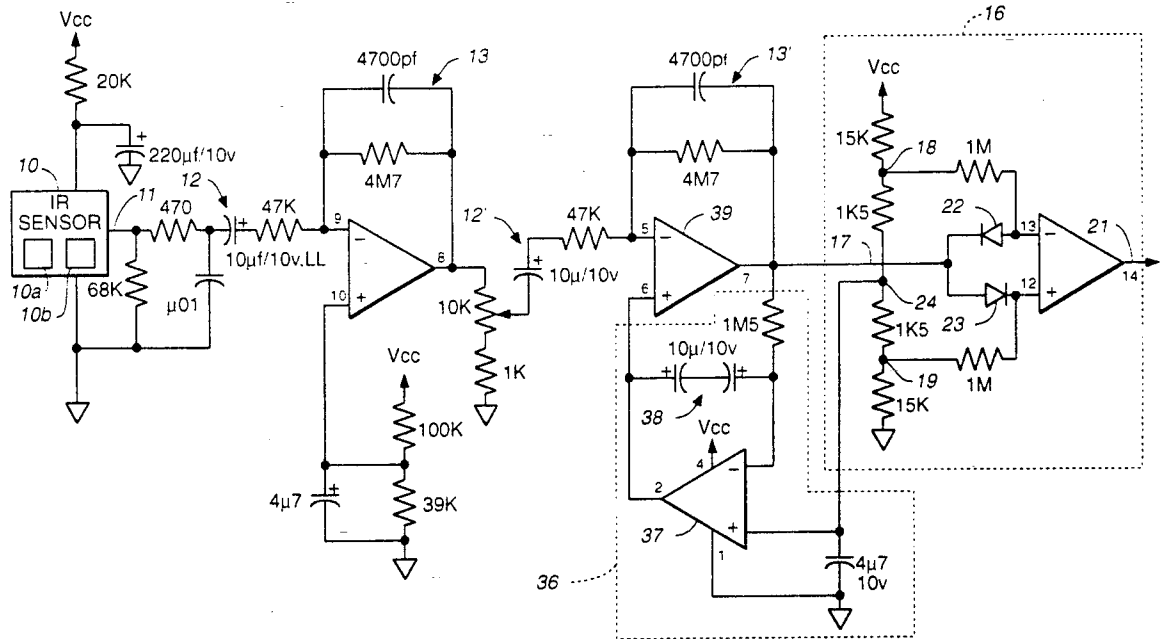 Vcc
20K
220µf/10v
+
10
IR
SENSOR
10a
10b
11
470
68K
µ01
12
+
10µf/10v.LL
47K
4700pf
13
4M7
9
−
10
+
8
10K
1K
Vcc
100K
39K
4µ7
+
12'
+
10µ/10v
47K
4700pf
13'
4M7
39
5
−
6
+
7
1M5
10µ/10v
+
+
38
Vcc
4
−
2
+
37
1
36
4µ7
10v
16
Vcc
15K
18
1M
1K5
22
17
24
23
1K5
19
1M
15K
13
−
12
+
21
14